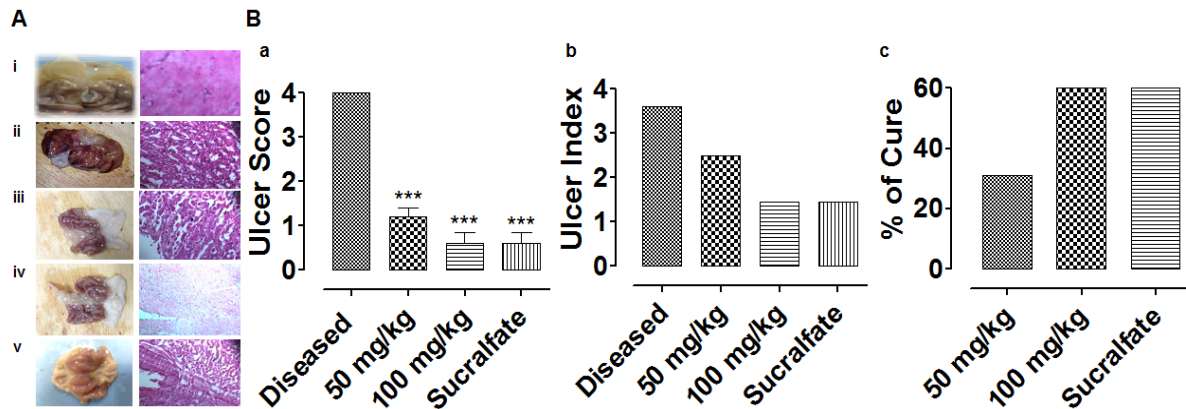 A
i
ii
iii
iv
v
B
a
Ulcer Score
4
3
2
1
0
***
***
***
Diseased
50 mg/kg
100 mg/kg
Sucralfate
b
Ulcer Index
4
3
2
1
0
Diseased
50 mg/kg
100 mg/kg
Sucralfate
c
% of Cure
60
40
20
0
50 mg/kg
100 mg/kg
Sucralfate